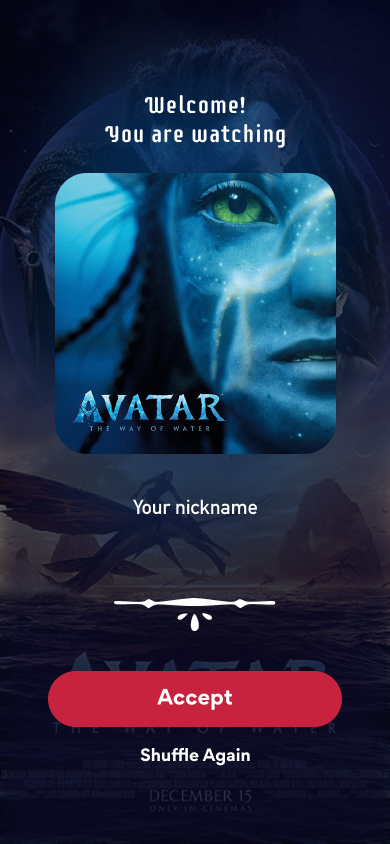 Welcome!
You are watching
AVATAR
THE WAY OF WATER
Your nickname
AVATAR
Accept
THE WAY OF WATER
Shuffle Again
DECEMBER 15
ONLY IN CINEMAS